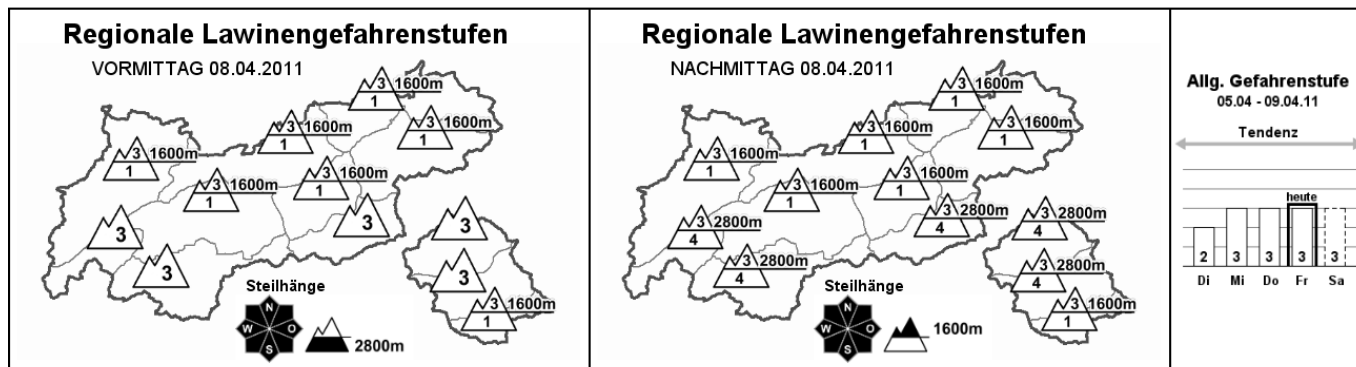 Regionale Lawinengefahrenstufen
VORMITTAG 08.04.2011
3 1600m
1
3 1600m
1
3 1600m
1
3 1600m
1
3 1600m
1
3 1600m
1
3
3
3
3
3
3 1600m
1
Steilhänge
N
W O
S
2800m
Regionale Lawinengefahrenstufen
NACHMITTAG 08.04.2011
3 1600m
1
3 1600m
1
3 1600m
1
3 1600m
1
3 1600m
1
3 1600m
1
3 2800m
4
3 2800m
4
3 2800m
4
3 2800m
4
3 2800m
4
3 1600m
1
Steilhänge
N
W O
S
1600m
Allg. Gefahrenstufe
05.04 - 09.04.11
Tendenz
heute
2 3 3 3 3
Di Mi Do Fr Sa